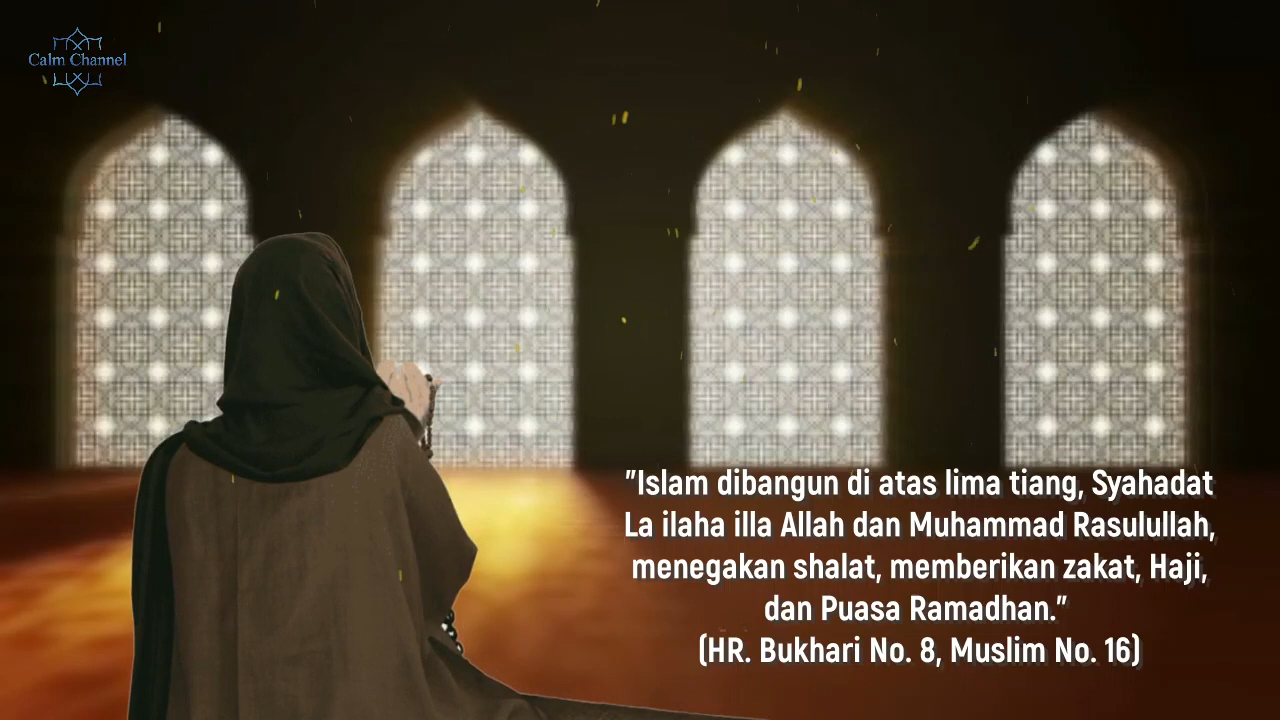 Calm Channel
"Islam dibangun di atas lima tiang, Syahadat
La ilaha illa Allah dan Muhammad Rasulullah,
menegakan shalat, memberikan zakat, Haji,
dan Puasa Ramadhan."
(HR. Bukhari No. 8, Muslim No. 16)